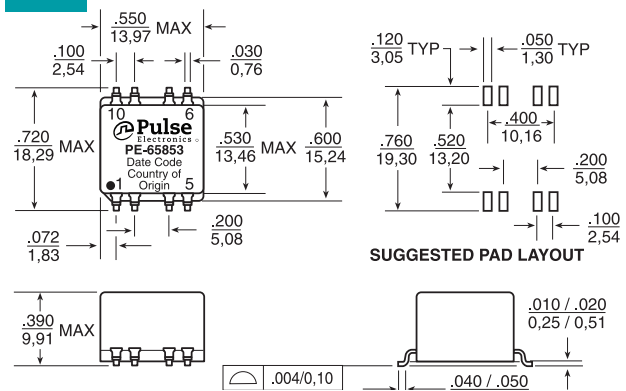 .550
13,97 MAX
.100
2,54
.030
0,76
.720
18,29 MAX
10 6
Pulse
Electronics
PE-65853
Date Code
Country of
Origin
1 5
.530
13,46 MAX
.600
15,24
.072
1,83
.200
5,08
.120
3,05 TYP
.050
1,30 TYP
.400
10,16
.760
19,30
.520
13,20
.200
5,08
.100
2,54
SUGGESTED PAD LAYOUT
.390
9,91 MAX
.004/0,10
.010 / .020
0,25 / 0,51
.040 / .050